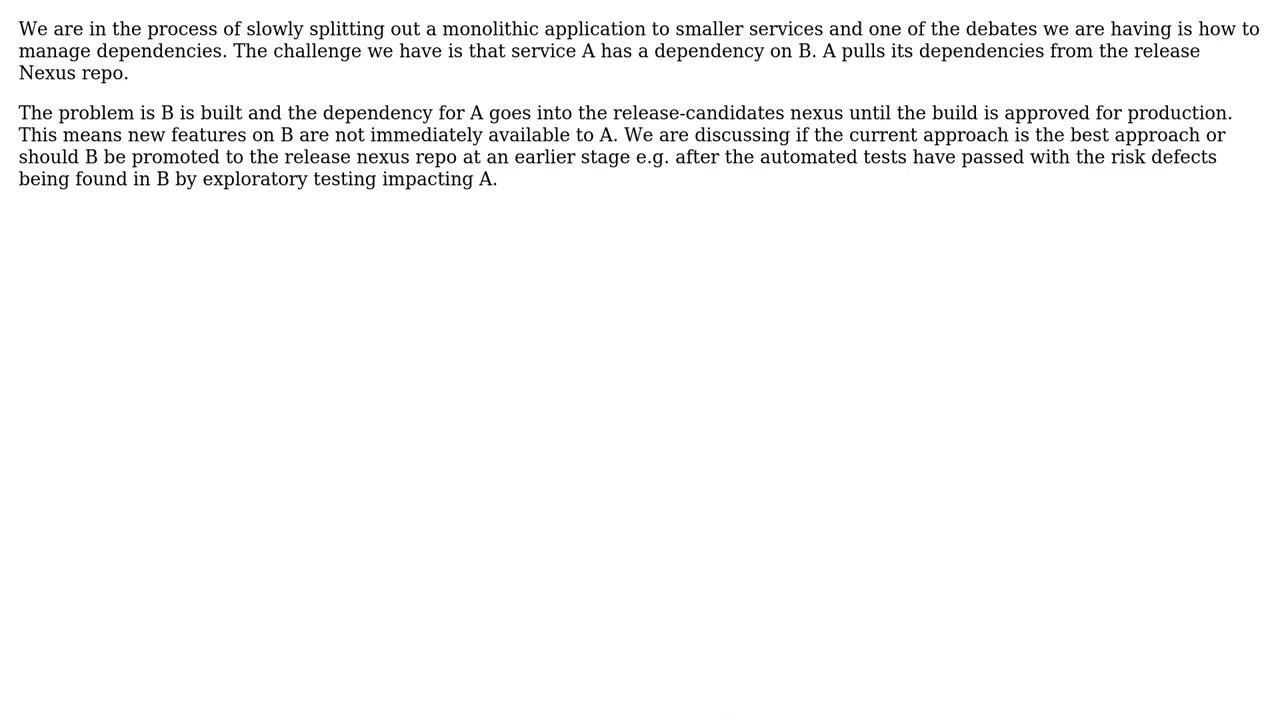 We are in the process of slowly splitting out a monolithic application to smaller services and one of the debates we are having is how to
manage dependencies. The challenge we have is that service A has a dependency on B. A pulls its dependencies from the release
Nexus repo.
The problem is B is built and the dependency for A goes into the release-candidates nexus until the build is approved for production.
This means new features on B are not immediately available to A. We are discussing if the current approach is the best approach or
should B be promoted to the release nexus repo at an earlier stage e.g. after the automated tests have passed with the risk defects
being found in B by exploratory testing impacting A.